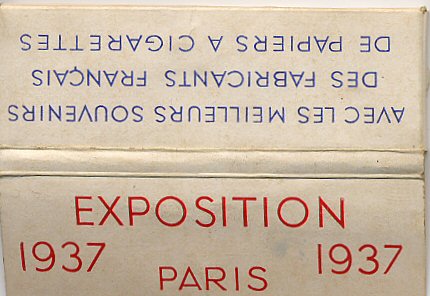 AVEC LES MEILLEURS SOUVENIRS
DES FABRICANTS FRANÇAIS
DE PAPIERS A CIGARETTES
EXPOSITION
1937 1937
PARIS